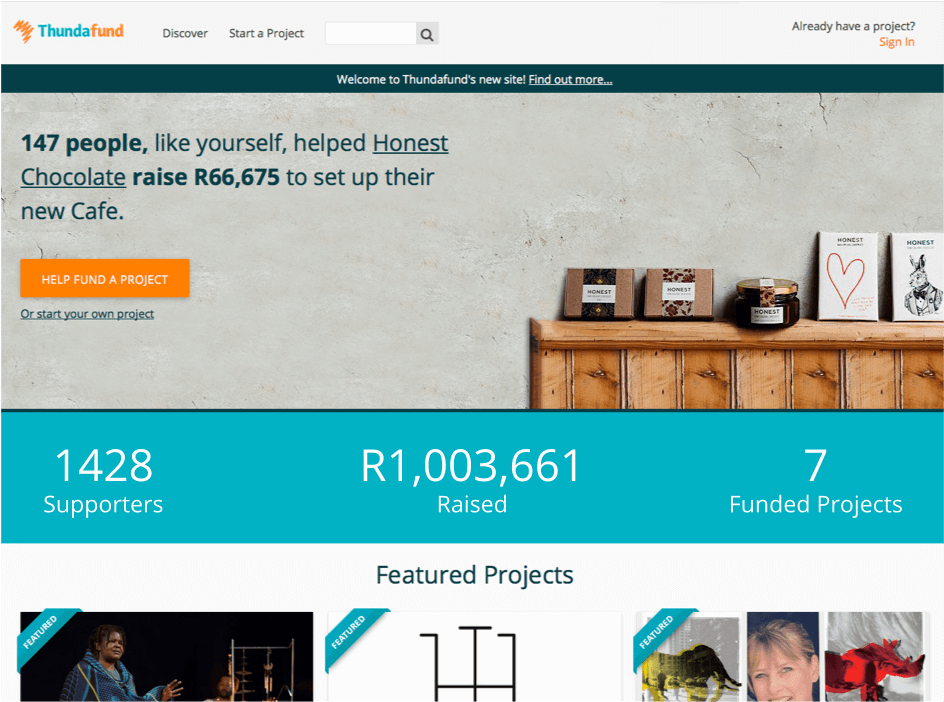 Thundafund
Discover
Start a Project
Already have a project?
Sign In
Welcome to Thundafund's new site! Find out more...
147 people, like yourself, helped Honest
Chocolate raise R66,675 to set up their
new Cafe.
HELP FUND A PROJECT
Or start your own project
HONEST
HONEST
HONEST
HONEST
HONEST
1428
Supporters
R1,003,661
Raised
7
Funded Projects
Featured Projects
FEATURED
FEATURED
FEATURED